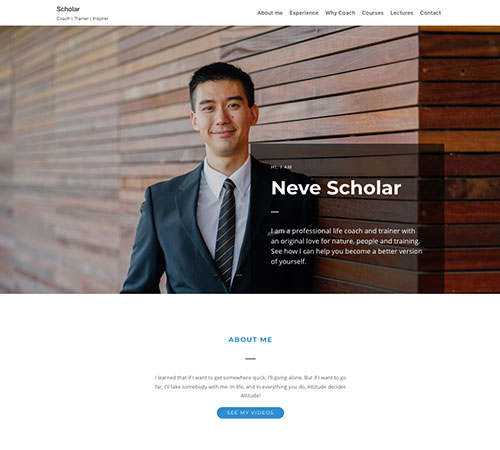 Scholar
Coach | Trainer | Inspirer
About me Experience Why Coach Courses Lectures Contact
HI, I AM
Neve Scholar
I am a professional life coach and trainer with
an original love for nature, people and training.
See how I can help you become a better version
of yourself.
ABOUT ME
I learned that if I want to get somewhere quick, I'll going alone. But if I want to go
far, I'll take somebody with me. In life, and in everything you do, Attitude decides
Altitude!
SEE MY VIDEOS